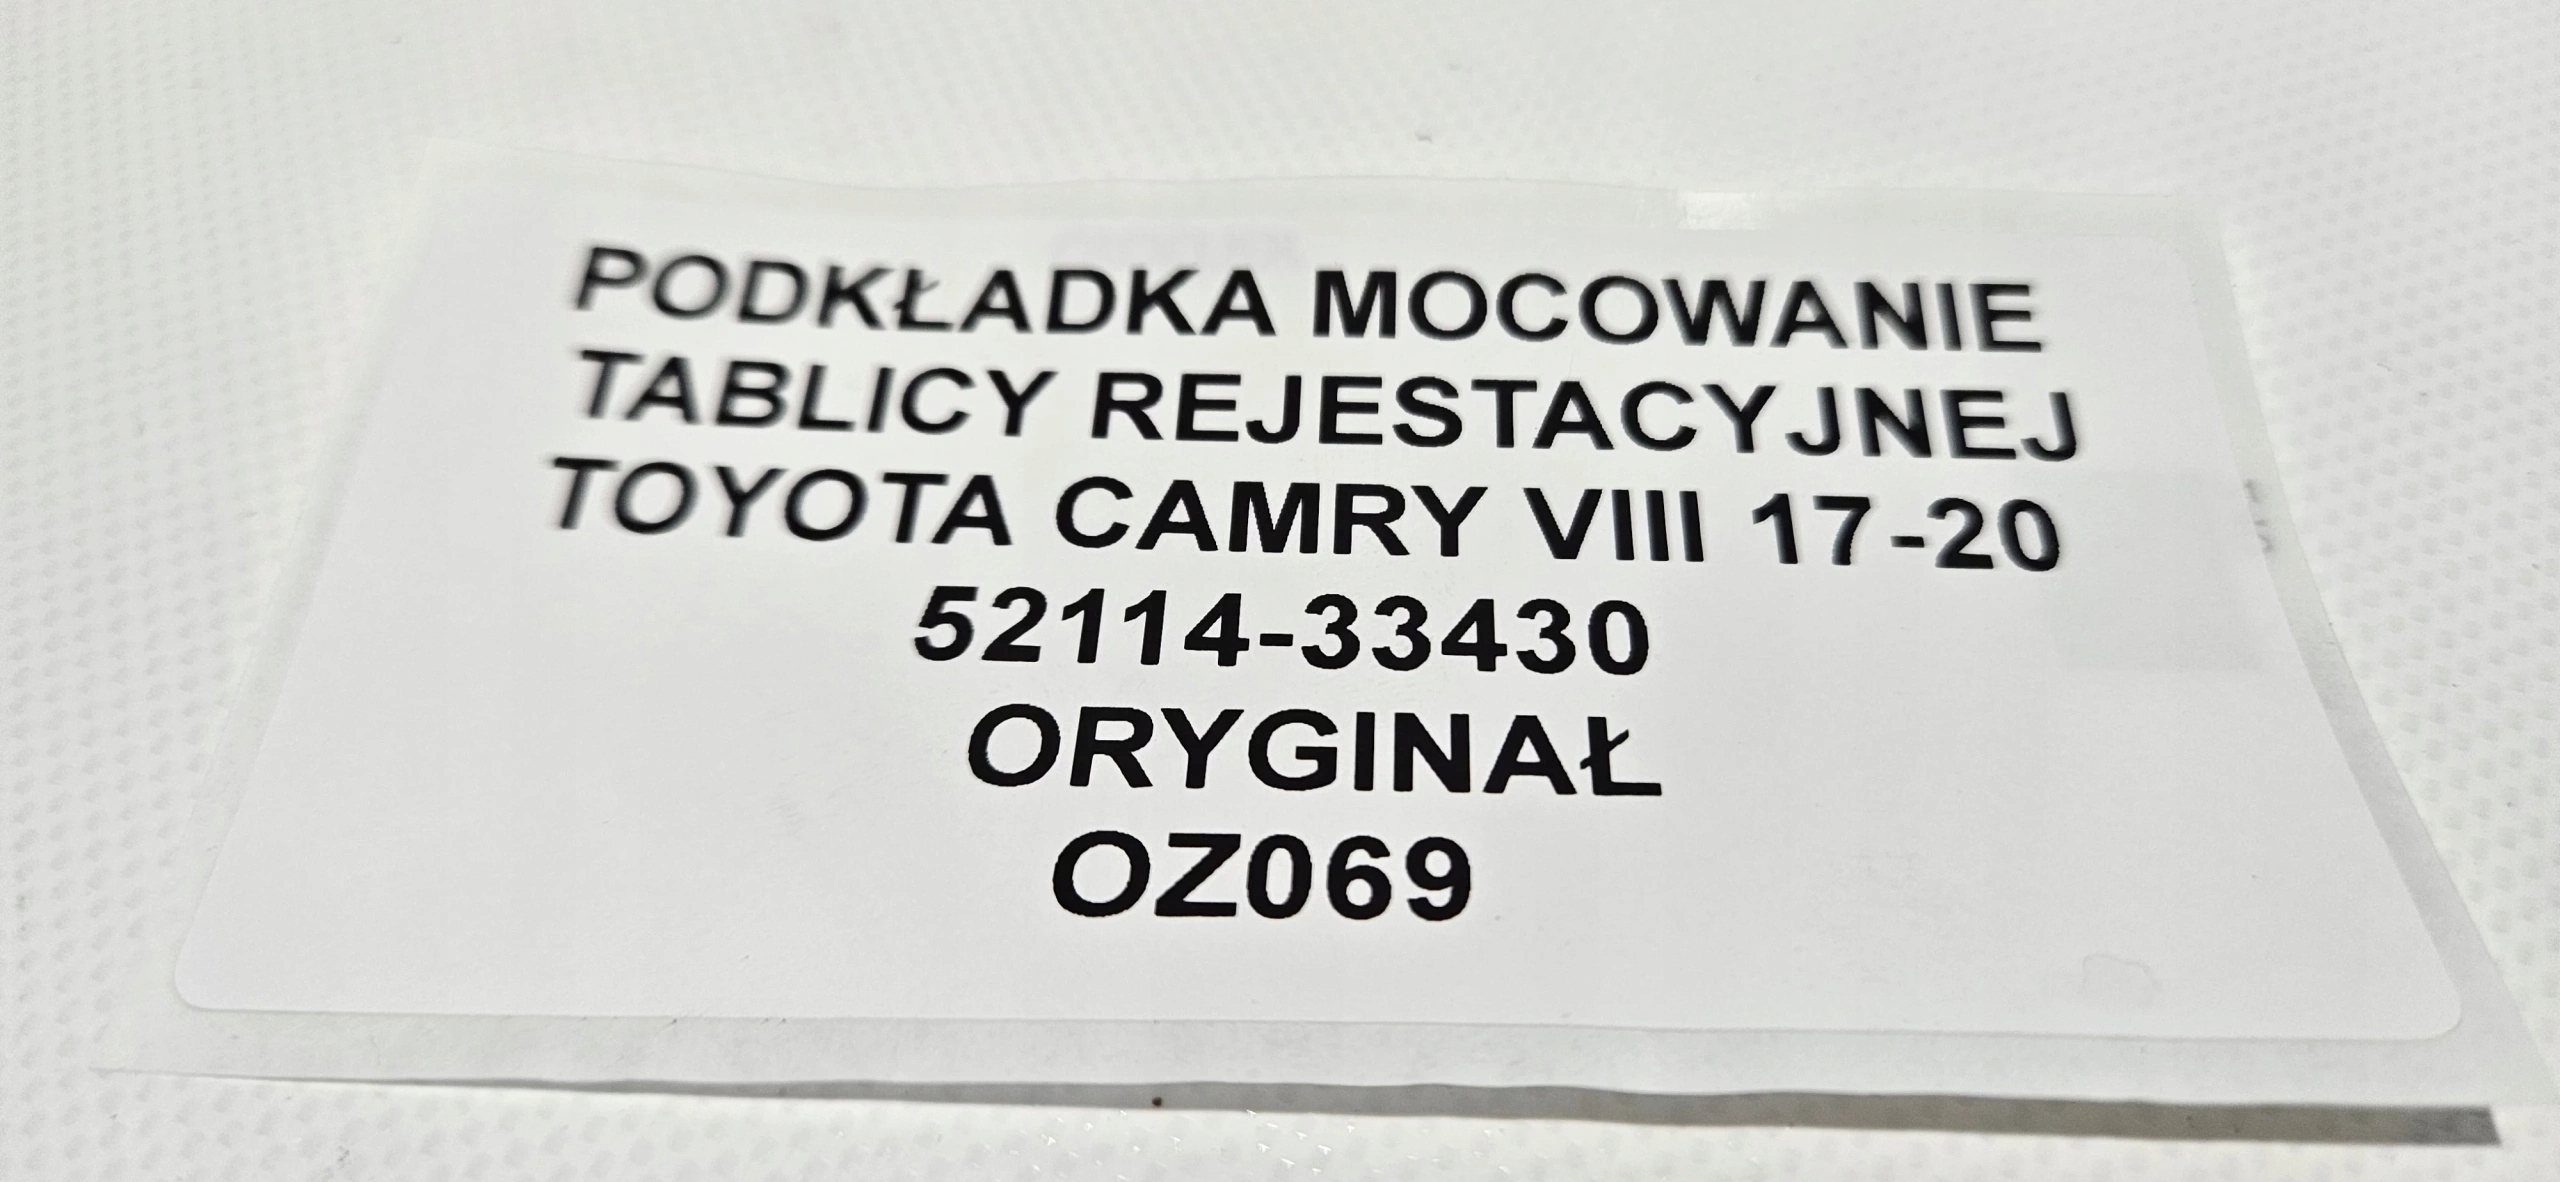 PODKŁADKA MOCOWANIE
TABLICY REJESTACYJNEJ
TOYOTA CAMRY VIII 17-20
52114-33430
ORYGINAŁ
OZ069